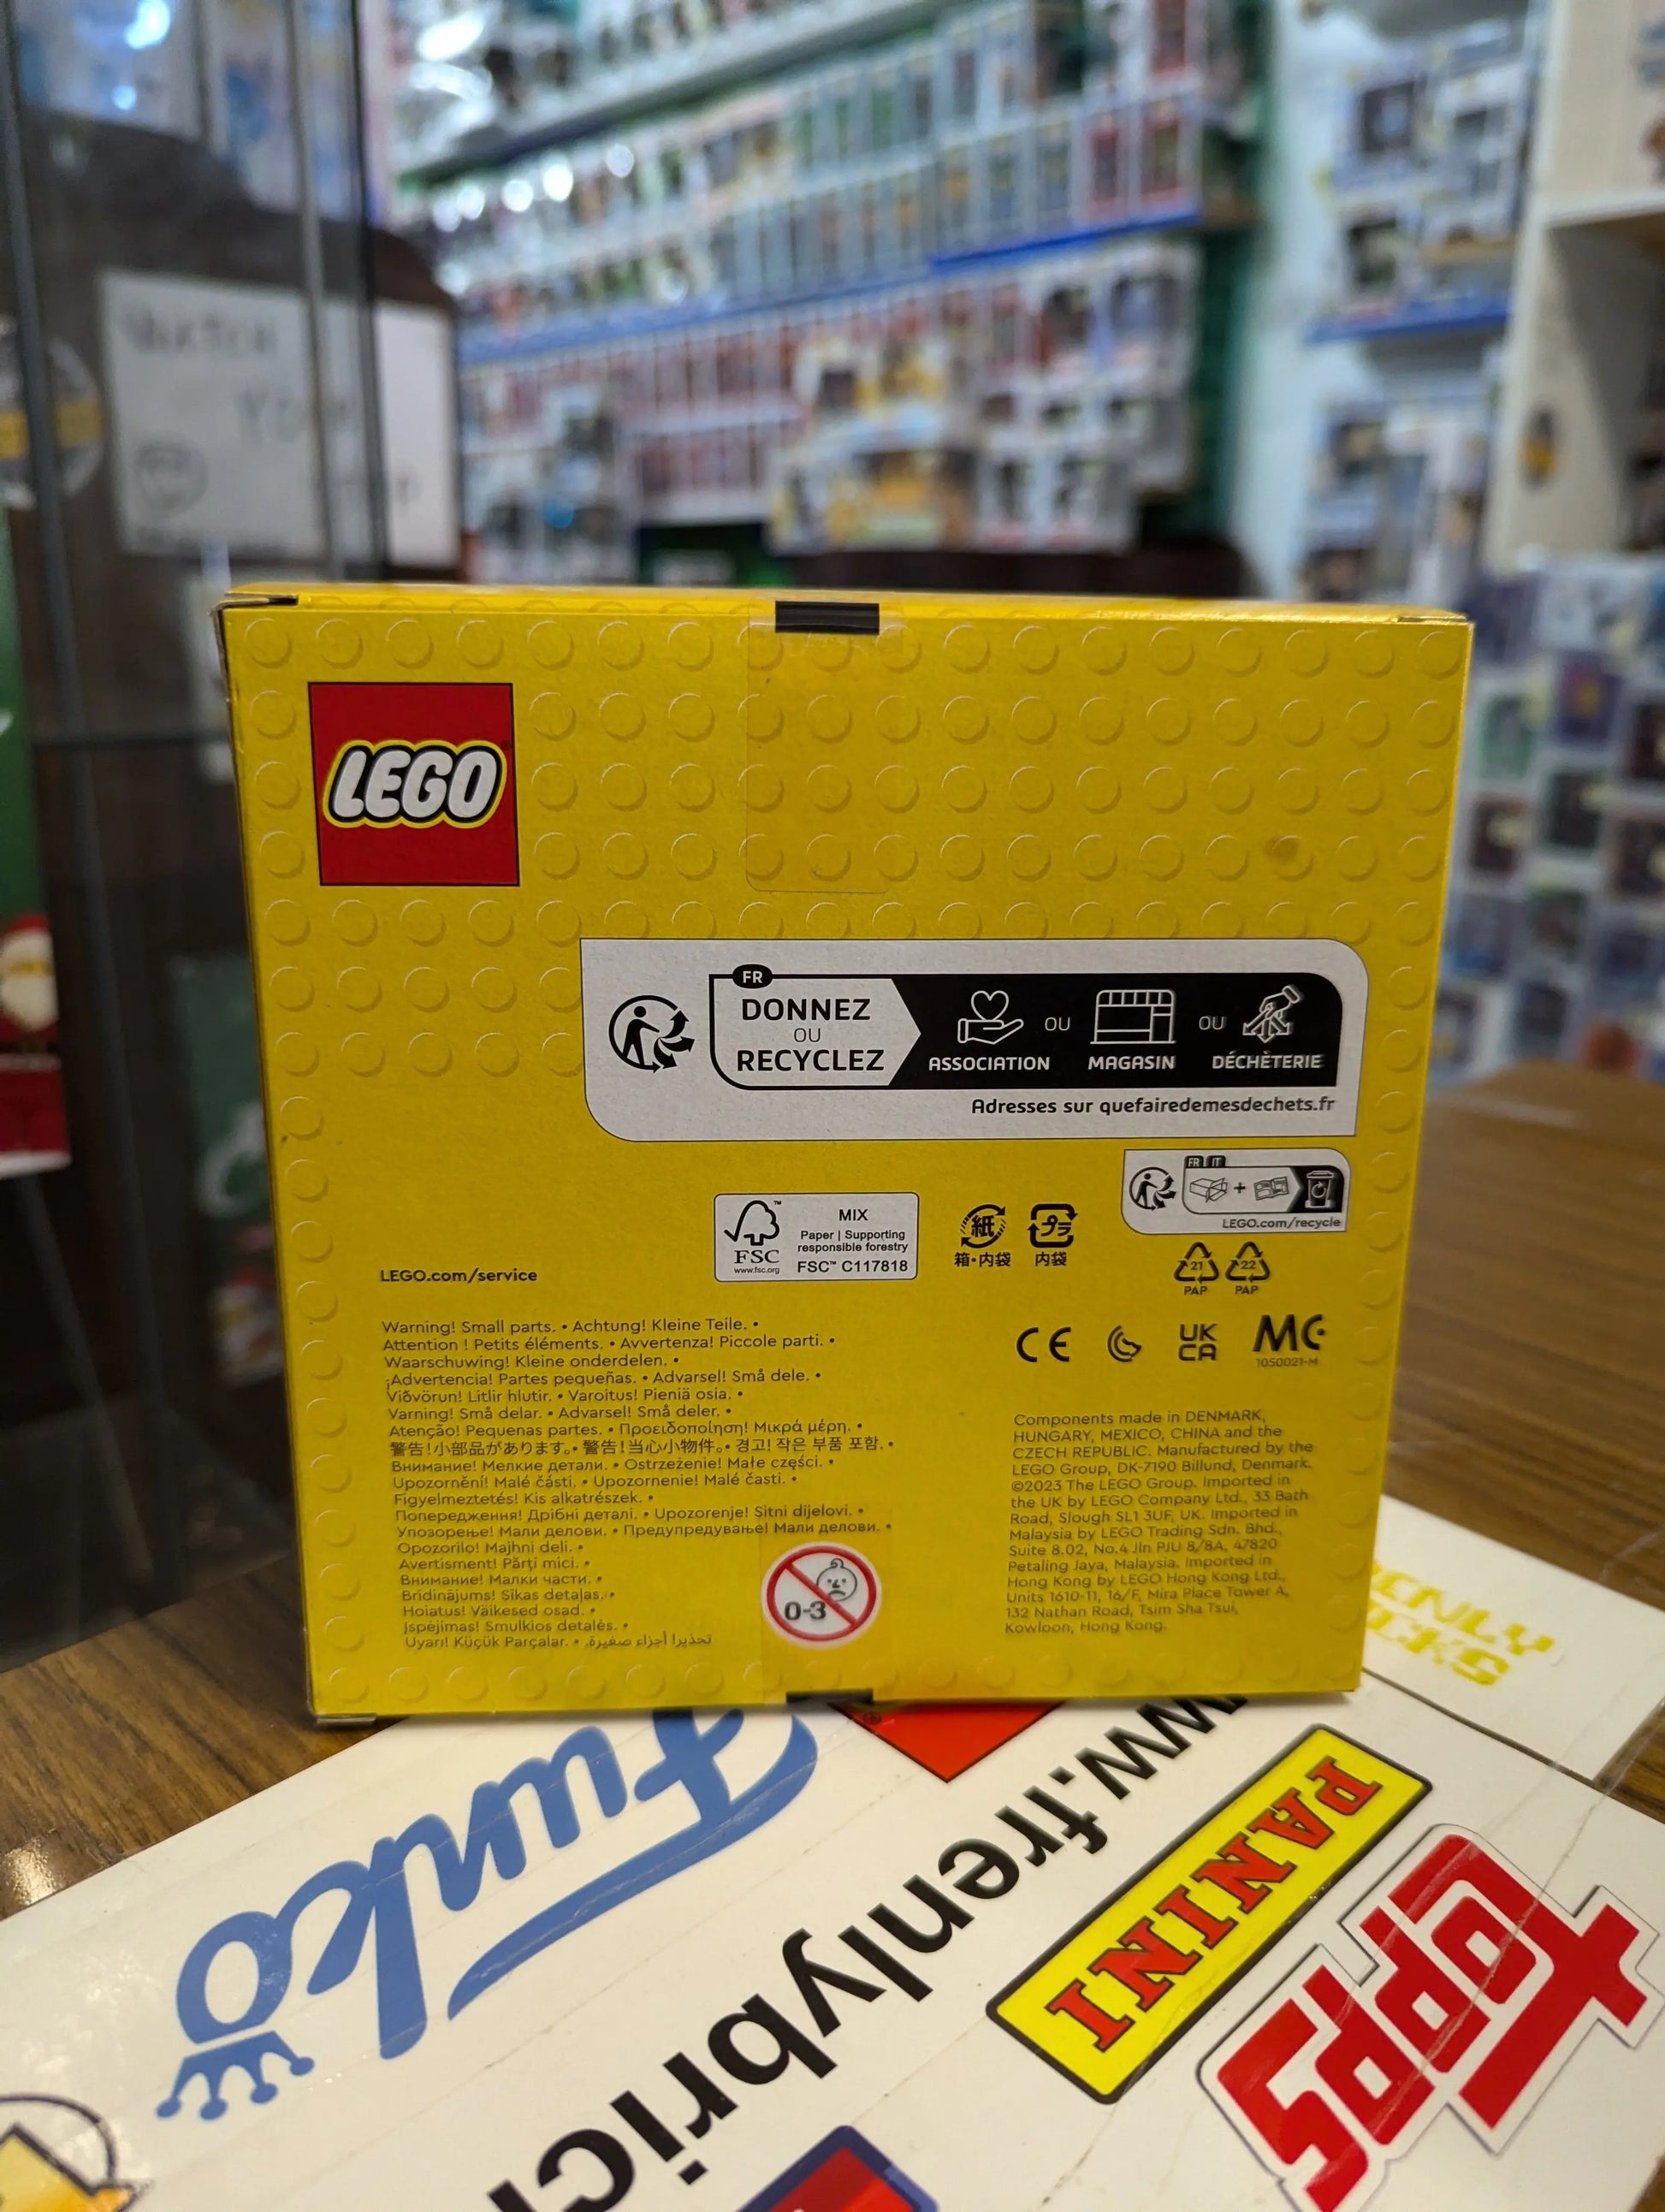 WATCH
LEGO
FR
DONNEZ
OU
RECYCLEZ
ASSOCIATION
OU
MAGASIN
OU
DÉCHÈTERIE
Adresses sur quefairedemesdechets.fr
FR IT
+
LEGO.com/recycle
FSC™
www.fsc.org
MIX
Paper | Supporting
responsible forestry
FSC™ C117818
紙
箱・内袋
プラ
内袋
21
PAP
22
PAP
LEGO.com/service
CE
UK
CA
MC
1050021-M
Warning! Small parts. • Achtung! Kleine Teile. •
Attention ! Petits éléments. • Avvertenza! Piccole parti. •
Waarschuwing! Kleine onderdelen. •
¡Advertencia! Partes pequeñas. • Advarsel! Små dele. •
Viðvörun! Litlir hlutir. • Varoitus! Pieniä osia. •
Varning! Små delar. • Advarsel! Små deler. •
Atenção! Pequenas partes. • Προειδοποίηση! Μικρά μέρη. •
警告!小部品があります。• 警告!当心小物件。• 경고! 작은 부품 포함. •
Внимание! Мелкие детали. • Ostrzeżenie! Małe części. •
Upozornění! Malé části. • Upozornenie! Malé časti. •
Figyelmeztetés! Kis alkatrészek. •
Попередження! Дрібні деталі. • Upozorenje! Sitni dijelovi. •
Упозорење! Мали делови. • Предупредување! Мали делови. •
Opozorilo! Majhni deli. •
Avertisment! Părți mici. •
Внимание! Малки части. •
Brīdinājums! Sīkas detaļas. •
Hoiatus! Väikesed osad. •
Įspėjimas! Smulkios detalės. •
Uyarı! Küçük Parçalar. • تحذير! أجزاء صغيرة.
0-3
Components made in DENMARK,
HUNGARY, MEXICO, CHINA and the
CZECH REPUBLIC. Manufactured by the
LEGO Group, DK-7190 Billund, Denmark.
©2023 The LEGO Group. Imported in
the UK by LEGO Company Ltd., 33 Bath
Road, Slough SL1 3UF, UK. Imported in
Malaysia by LEGO Trading Sdn. Bhd.,
Suite 8.02, No.4 Jln PJU 8/8A, 47820
Petaling Jaya, Malaysia. Imported in
Hong Kong by LEGO Hong Kong Ltd.,
Units 1610-11, 16/F, Mira Place Tower A,
132 Nathan Road, Tsim Sha Tsui,
Kowloon, Hong Kong.
Funko
www.frenlybric
PANINI
topps